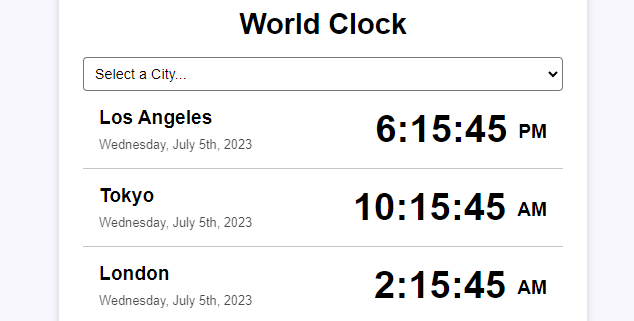 World Clock
Select a City...
Los Angeles
6:15:45 PM
Wednesday, July 5th, 2023
Tokyo
10:15:45 AM
Wednesday, July 5th, 2023
London
2:15:45 AM
Wednesday, July 5th, 2023